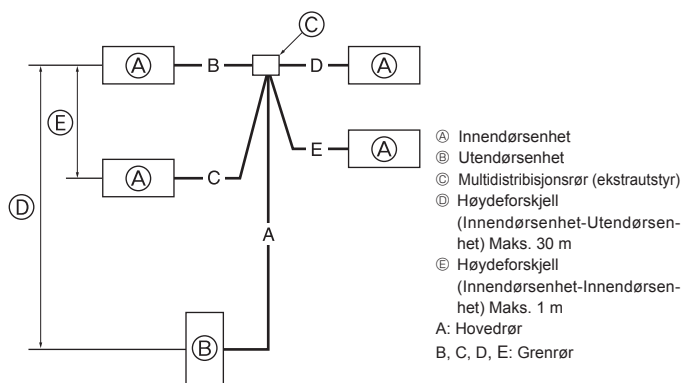 Ⓒ
Ⓐ B D Ⓐ
Ⓔ
E Ⓐ
Ⓐ C
Ⓓ
A
Ⓑ
Ⓐ Innendørsenhet
Ⓑ Utendørsenhet
Ⓒ Multidistribisjonsrør (ekstrautstyr)
Ⓓ Høydeforskjell
(Innendørsenhet-Utendørsen-
het) Maks. 30 m
Ⓔ Høydeforskjell
(Innendørsenhet-Innendørsen-
het) Maks. 1 m
A: Hovedrør
B, C, D, E: Grenrør